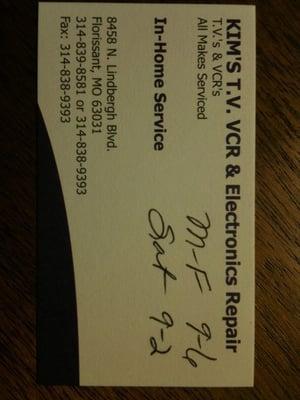 KIM'S T.V. VCR & Electronics Repair
T.V.'s & VCR's
All Makes Serviced
M-F 9-6
In-Home Service
Sat 9-2
8458 N. Lindbergh Blvd.
Florissant, MO 63031
314-839-8581 or 314-838-9393
Fax: 314-838-9393